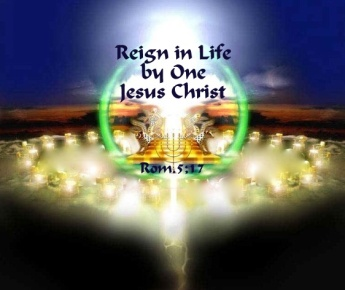 Reign in Life
by One
Jesus Christ
Rom.5:17